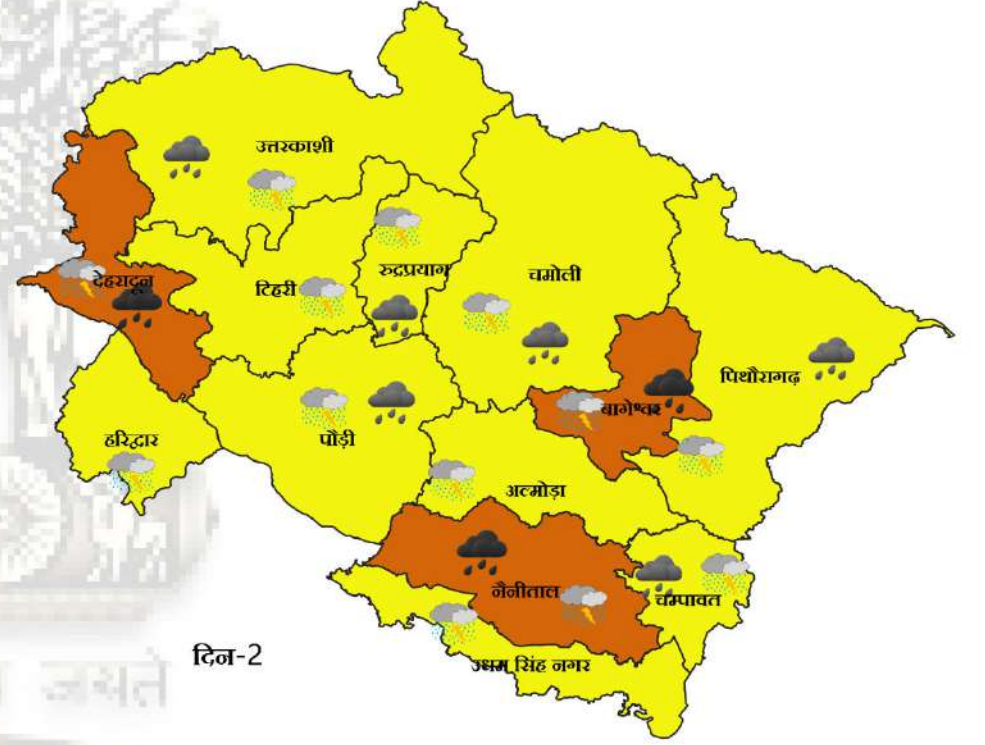 उत्तरकाशी
देहरादून
टिहरी
रुद्रप्रयाग
चमोली
पिथौरागढ़
हरिद्वार
पौड़ी
बागेश्वर
अल्मोड़ा
नैनीताल
चम्पावत
उधम सिंह नगर
दिन-2